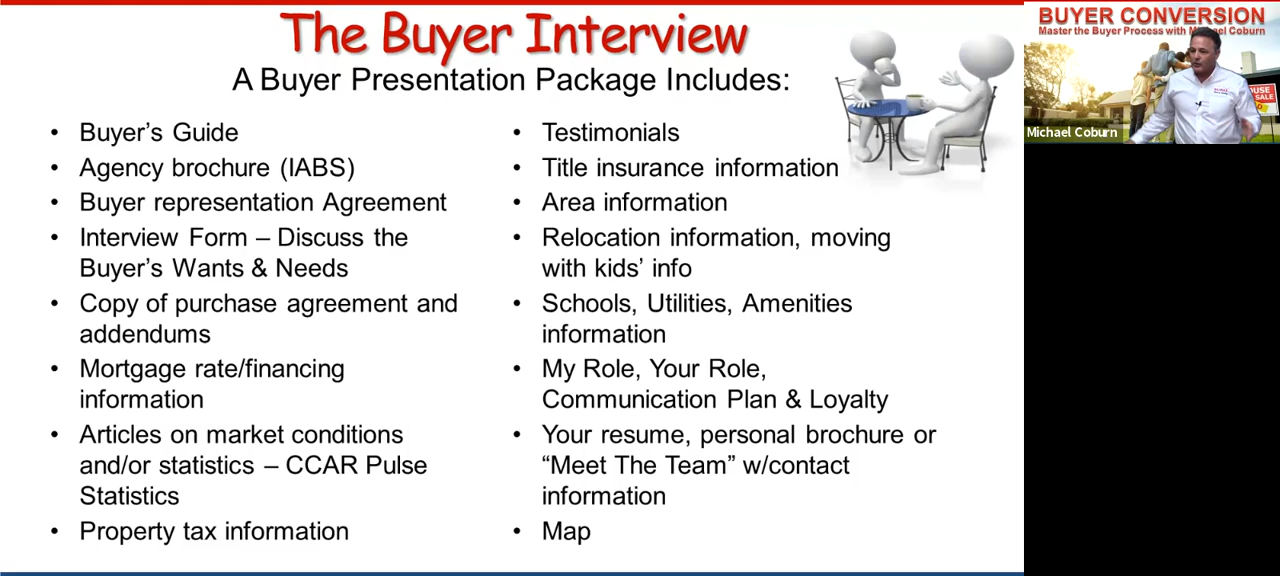 The Buyer Interview
A Buyer Presentation Package Includes:
• Buyer’s Guide
• Agency brochure (IABS)
• Buyer representation Agreement
• Interview Form – Discuss the
Buyer’s Wants & Needs
• Copy of purchase agreement and
addendums
• Mortgage rate/financing
information
• Articles on market conditions
and/or statistics – CCAR Pulse
Statistics
• Property tax information
• Testimonials
• Title insurance information
• Area information
• Relocation information, moving
with kids’ info
• Schools, Utilities, Amenities
information
• My Role, Your Role,
Communication Plan & Loyalty
• Your resume, personal brochure or
“Meet The Team” w/contact
information
• Map
BUYER CONVERSION
Master the Buyer Process with Michael Coburn
Michael Coburn